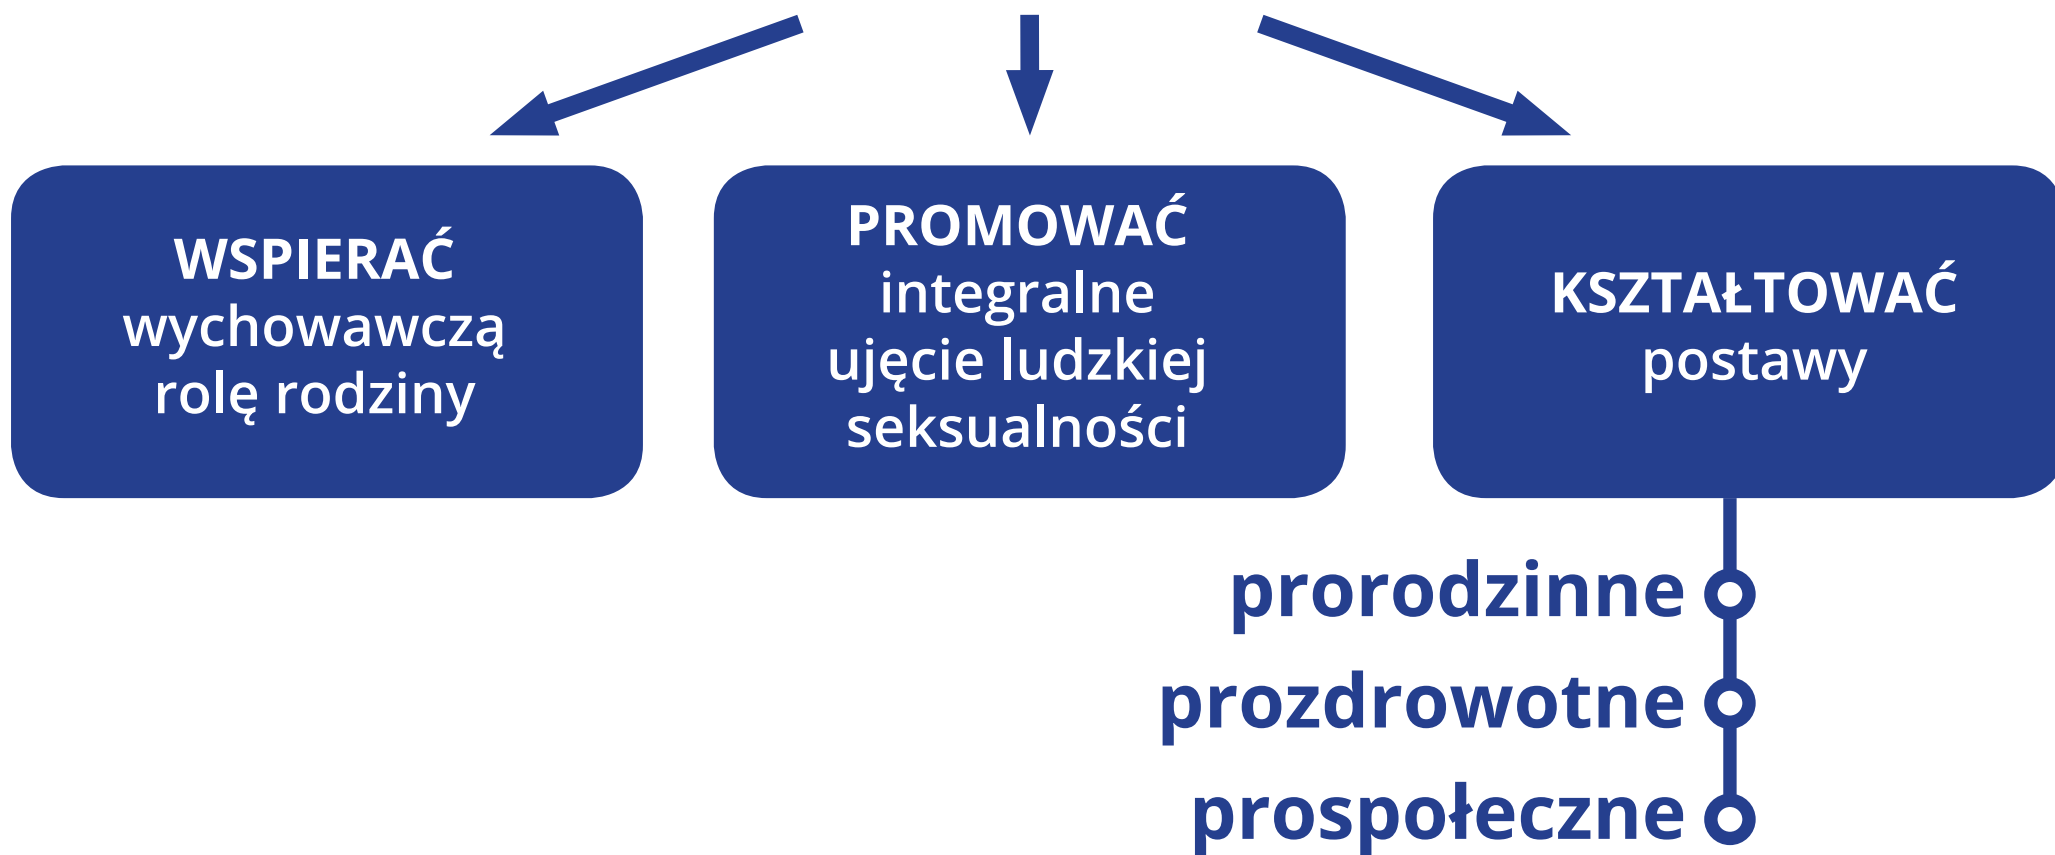 WSPIERAĆ
wychowawczą
rolę rodziny
PROMOWAĆ
integralne
ujęcie ludzkiej
seksualności
KSZTAŁTOWAĆ
postawy
prorodzinne
prozdrowotne
prospołeczne